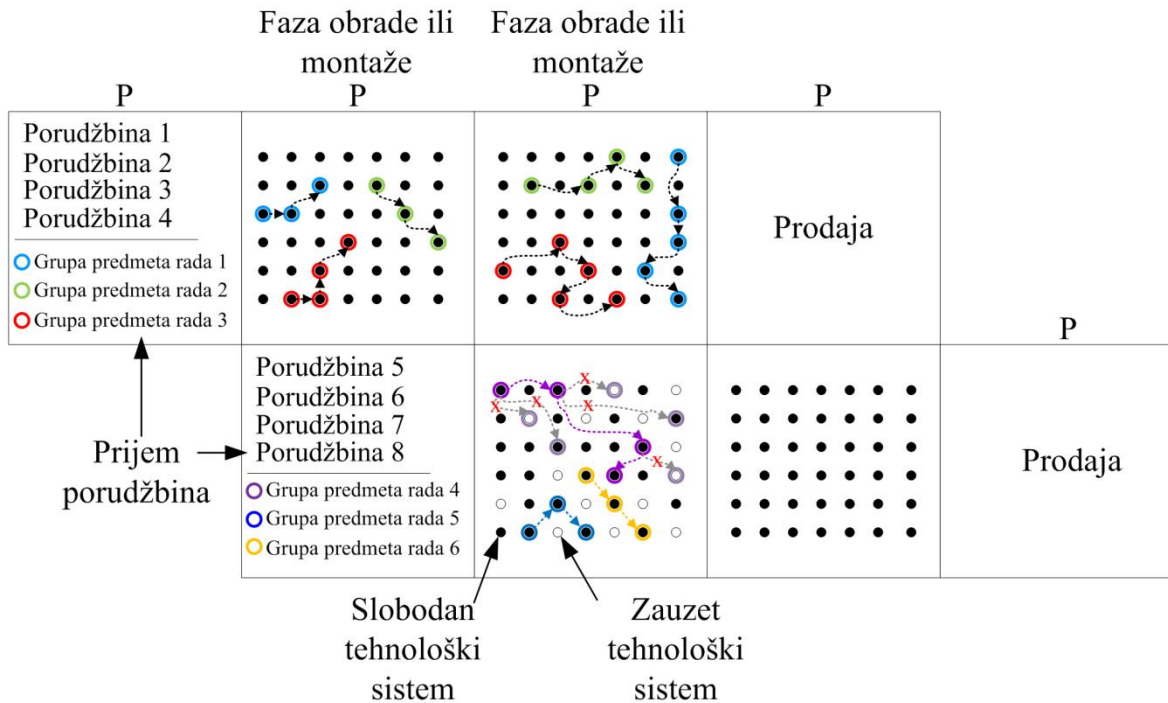 Faza obrade ili
montaže
Faza obrade ili
montaže
P
P
P
P
Porudžbina 1
Porudžbina 2
Porudžbina 3
Porudžbina 4
Grupa predmeta rada 1
Grupa predmeta rada 2
Grupa predmeta rada 3
Prodaja
P
Prijem
porudžbina
Porudžbina 5
Porudžbina 6
Porudžbina 7
Porudžbina 8
Grupa predmeta rada 4
Grupa predmeta rada 5
Grupa predmeta rada 6
x
x
x
x
x
Prodaja
Slobodan
tehnološki
sistem
Zauzet
tehnološki
sistem